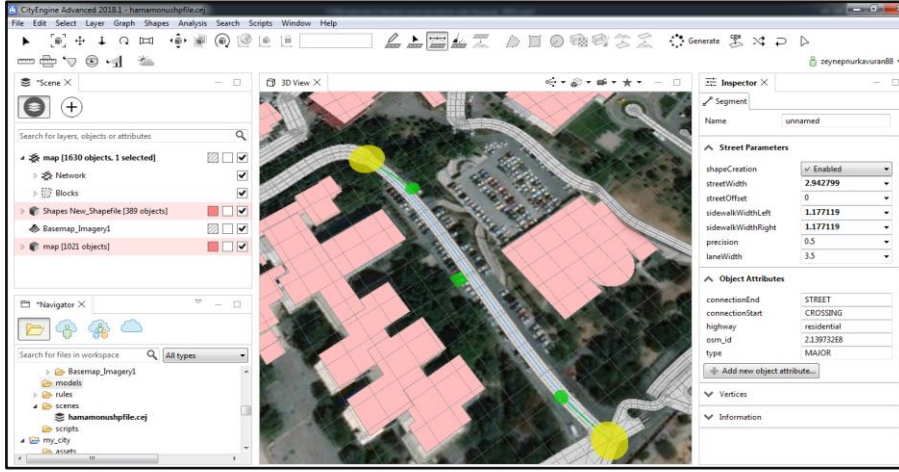 CityEngine Advanced 2018.1 - hamamonushpfile.cej
File Edit Select Layer Graph Shapes Analysis Search Scripts Window Help
Generate
zeynepnurkavuran88
*Scene
Search for layers, objects or attributes
map [1630 objects, 1 selected]
Network
Blocks
Shapes New_Shapefile [389 objects]
Basemap_Imagery1
map [1021 objects]
*Navigator
Search for files in workspace
All types
Basemap_Imagery1
models
rules
scenes
hamamonushpfile.cej
scripts
my_city
assets
3D View
Inspector
Segment
Name unnamed
Street Parameters
shapeCreation Enabled
streetWidth 2.942799
streetOffset 0
sidewalkWidthLeft 1.177119
sidewalkWidthRight 1.177119
precision 0.5
laneWidth 3.5
Object Attributes
connectionEnd STREET
connectionStart CROSSING
highway residential
osm_id 2.139732E8
type MAJOR
Add new object attribute...
Vertices
Information